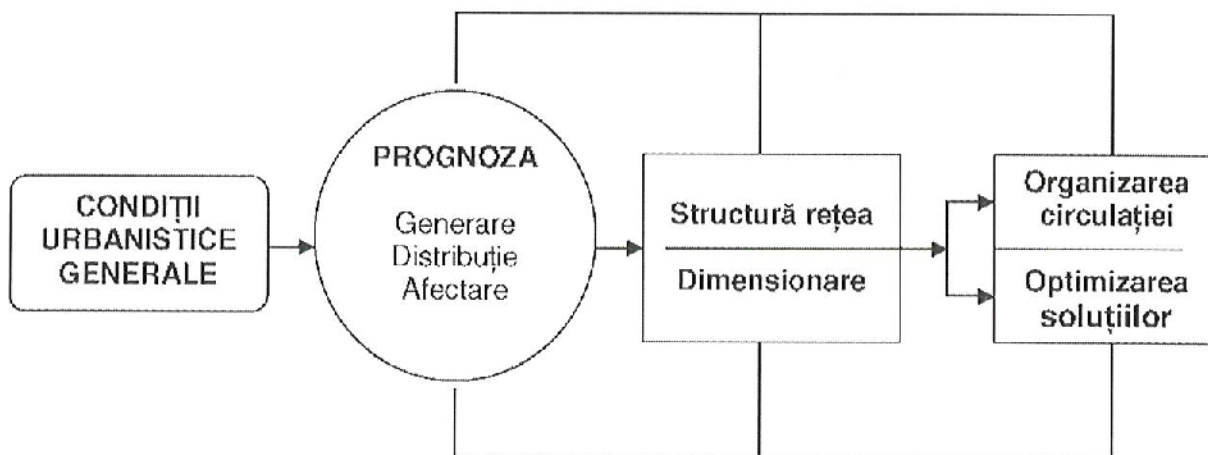 CONDIȚII
URBANISTICE
GENERALE
PROGNOZA
Generare
Distribuție
Afectare
Structură rețea
Dimensionare
Organizarea
circulației
Optimizarea
soluțiilor